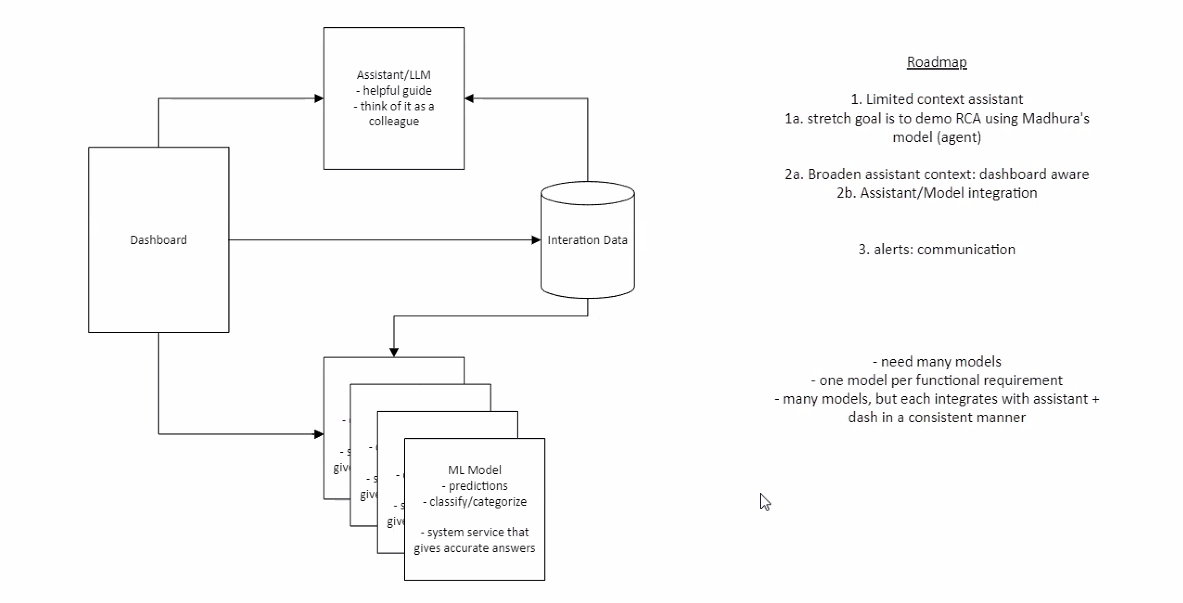 Assistant/LLM
- helpful guide
- think of it as a
colleague
Dashboard
Interation Data
- s
giv
- s
giv
- s
giv
ML Model
- predictions
- classify/categorize
- system service that
gives accurate answers
Roadmap
1. Limited context assistant
1a. stretch goal is to demo RCA using Madhura's
model (agent)
2a. Broaden assistant context: dashboard aware
2b. Assistant/Model integration
3. alerts: communication
- need many models
- one model per functional requirement
- many models, but each integrates with assistant +
dash in a consistent manner